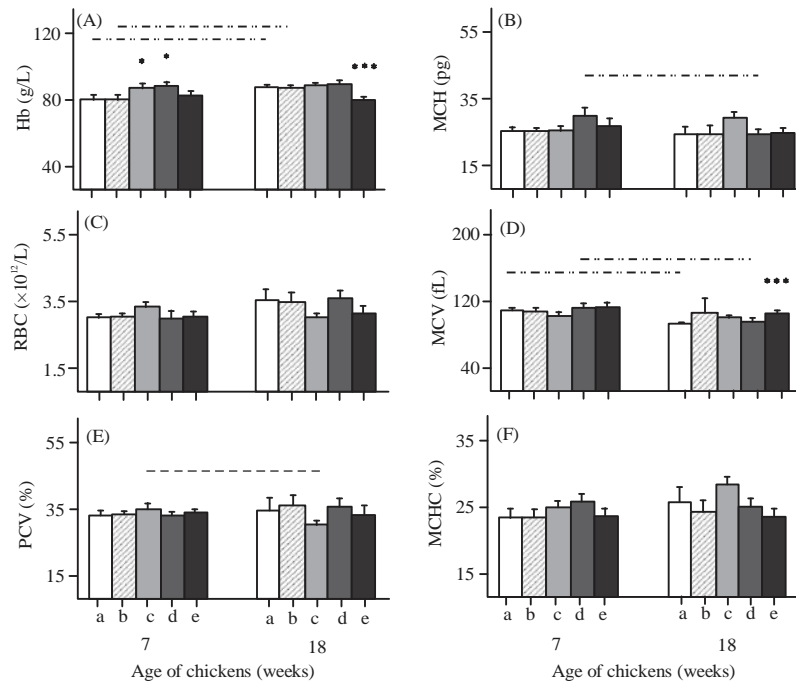 (A)
120
80
40
Hb (g/L)
* * ***
(B)
55
35
15
MCH (pg)
(C)
5.5
3.5
1.5
RBC (×10¹²/L)
(D)
200
100
40
MCV (fL)
***
(E)
55
35
15
PCV (%)
a b c d e a b c d e
7 18
Age of chickens (weeks)
(F)
35
25
15
MCHC (%)
a b c d e a b c d e
7 18
Age of chickens (weeks)